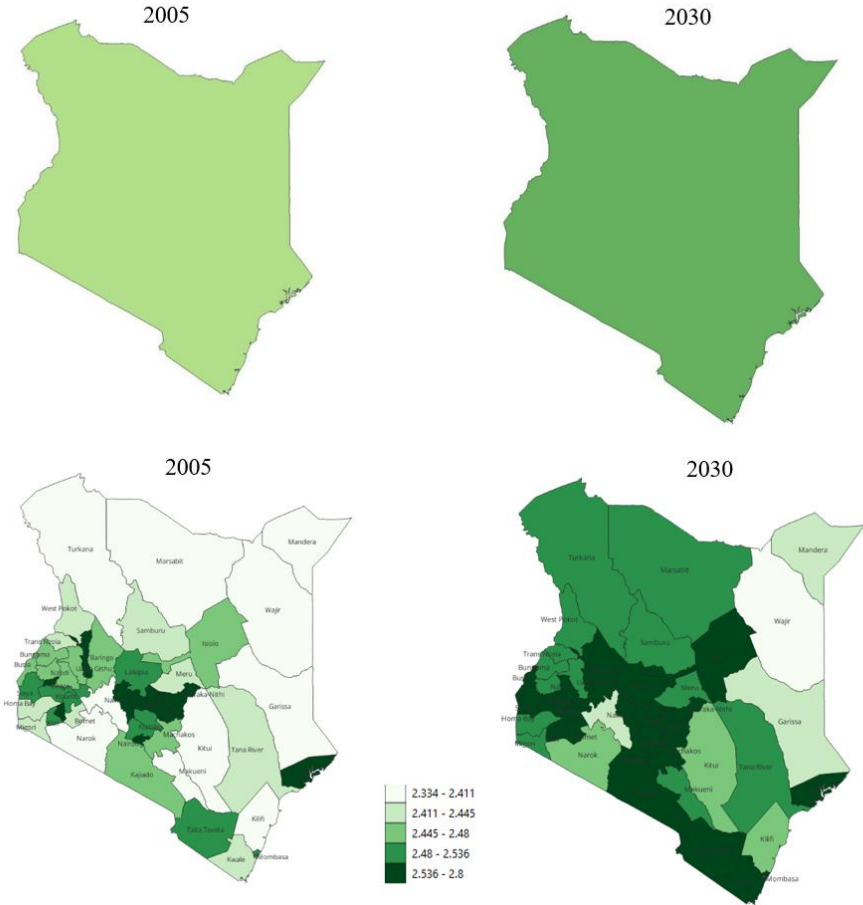 2005
2030
2005
2030
Turkana
Marsabit
Mandera
Wajir
West Pokot
Samburu
Isiolo
Trans Nzoia
Bungoma
Busia
Baringo
Laikipia
Meru
Homa Bay
Migori
Narok
Kajiado
Machakos
Kitui
Makueni
Tana River
Garissa
Taita Taveta
Kilifi
Kwale
Mombasa
2.334 - 2.411
2.411 - 2.445
2.445 - 2.48
2.48 - 2.536
2.536 - 2.8
Turkana
Marsabit
Mandera
Wajir
West Pokot
Samburu
Trans Nzoia
Bungoma
Meru
Homa Bay
Migori
Narok
Kitui
Makueni
Tana River
Garissa
Kilifi
Mombasa